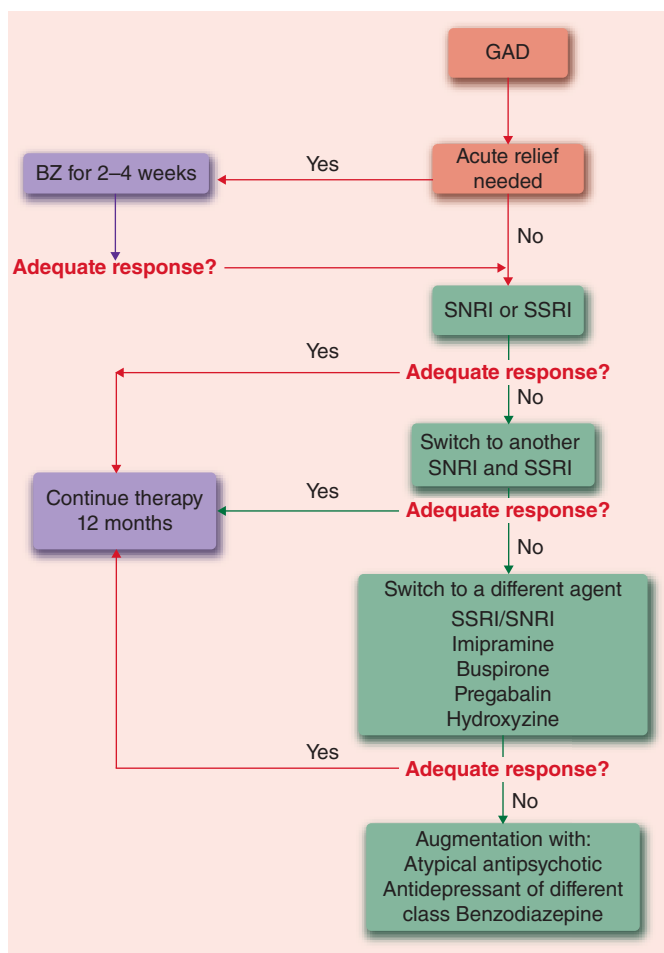 GAD
Acute relief
needed
Yes
BZ for 2–4 weeks
No
Adequate response?
SNRI or SSRI
Yes
Adequate response?
No
Switch to another
SNRI and SSRI
Continue therapy
12 months
Yes
Adequate response?
No
Switch to a different agent
SSRI/SNRI
Imipramine
Buspirone
Pregabalin
Hydroxyzine
Yes
Adequate response?
No
Augmentation with:
Atypical antipsychotic
Antidepressant of different
class Benzodiazepine